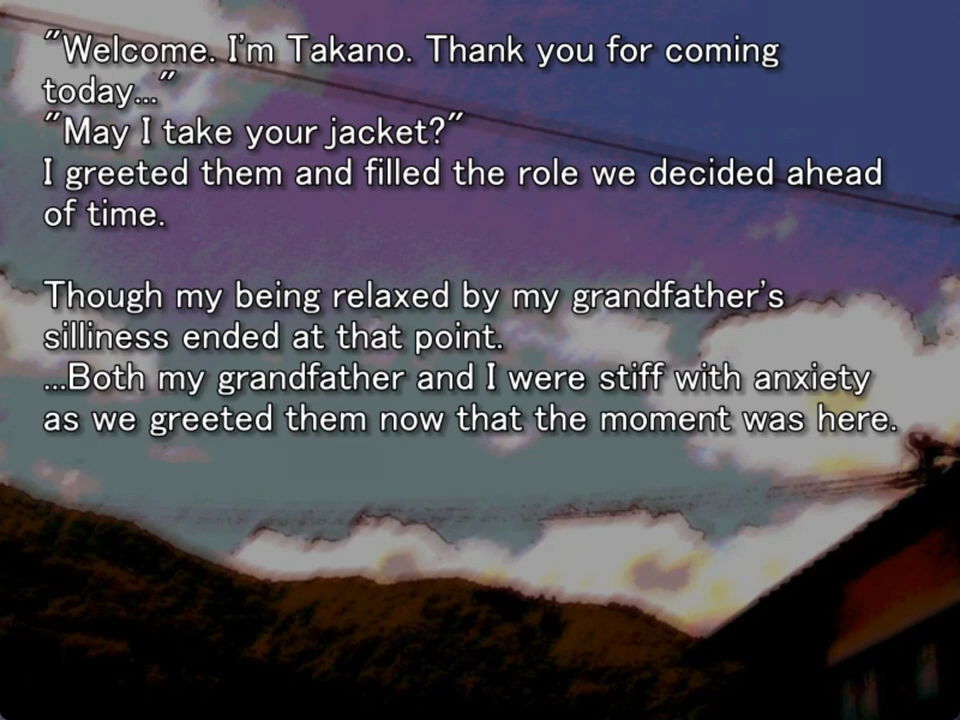 "Welcome. I'm Takano. Thank you for coming
today..."
"May I take your jacket?"
I greeted them and filled the role we decided ahead
of time.
Though my being relaxed by my grandfather's
silliness ended at that point.
...Both my grandfather and I were stiff with anxiety
as we greeted them now that the moment was here.